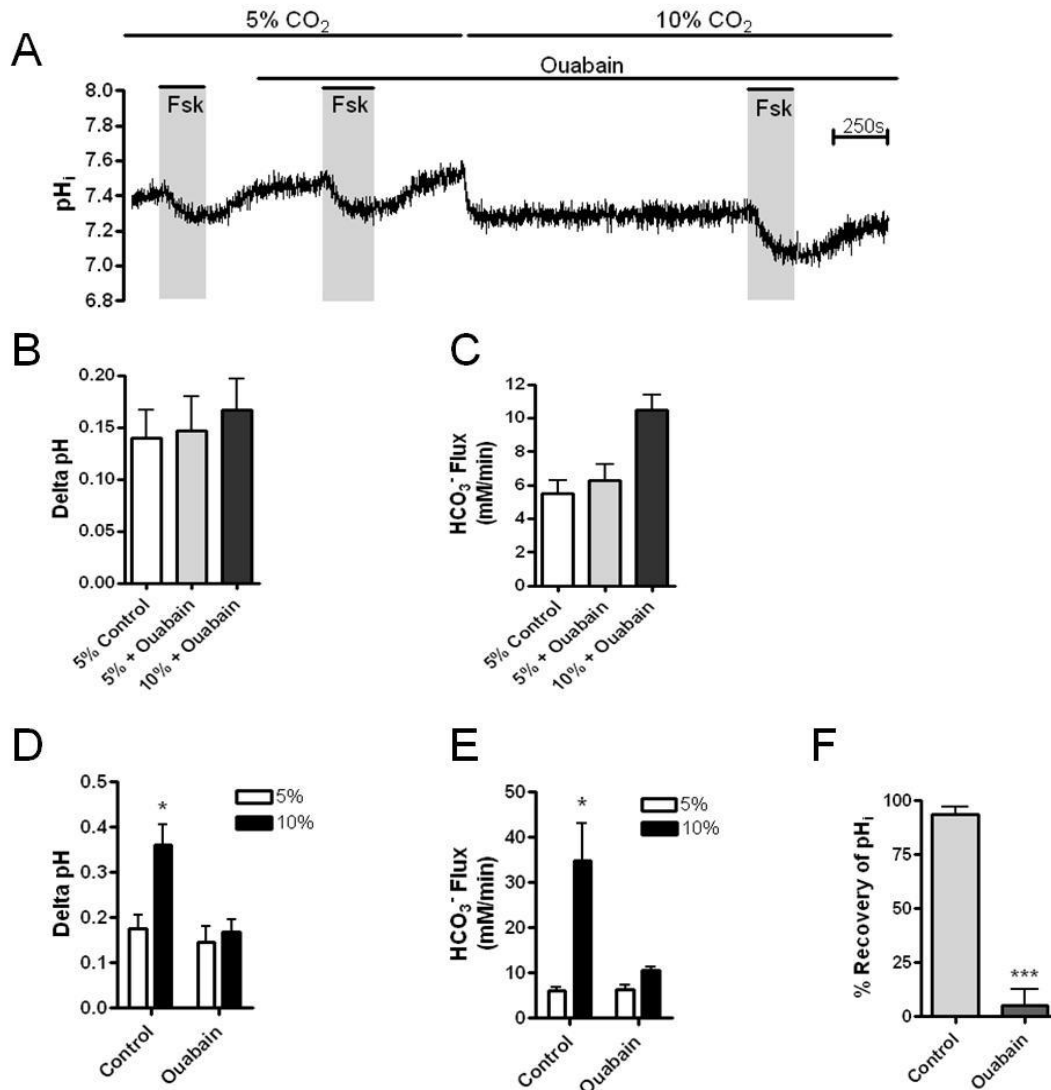 5% CO₂ 10% CO₂
A
Ouabain
8.0
7.8
7.6
7.4
7.2
7.0
6.8
pHᵢ
Fsk Fsk Fsk
250s
B
Delta pH
0.20
0.15
0.10
0.05
0.00
5% Control
5% + Ouabain
10% + Ouabain
C
HCO₃⁻ Flux
(mM/min)
12
10
8
6
4
2
0
5% Control
5% + Ouabain
10% + Ouabain
D
Delta pH
0.5
0.4
0.3
0.2
0.1
0.0
*
5%
10%
Control
Ouabain
E
HCO₃⁻ Flux
(mM/min)
50
40
30
20
10
0
*
5%
10%
Control
Ouabain
F
% Recovery of pHᵢ
100
75
50
25
0
***
Control
Ouabain